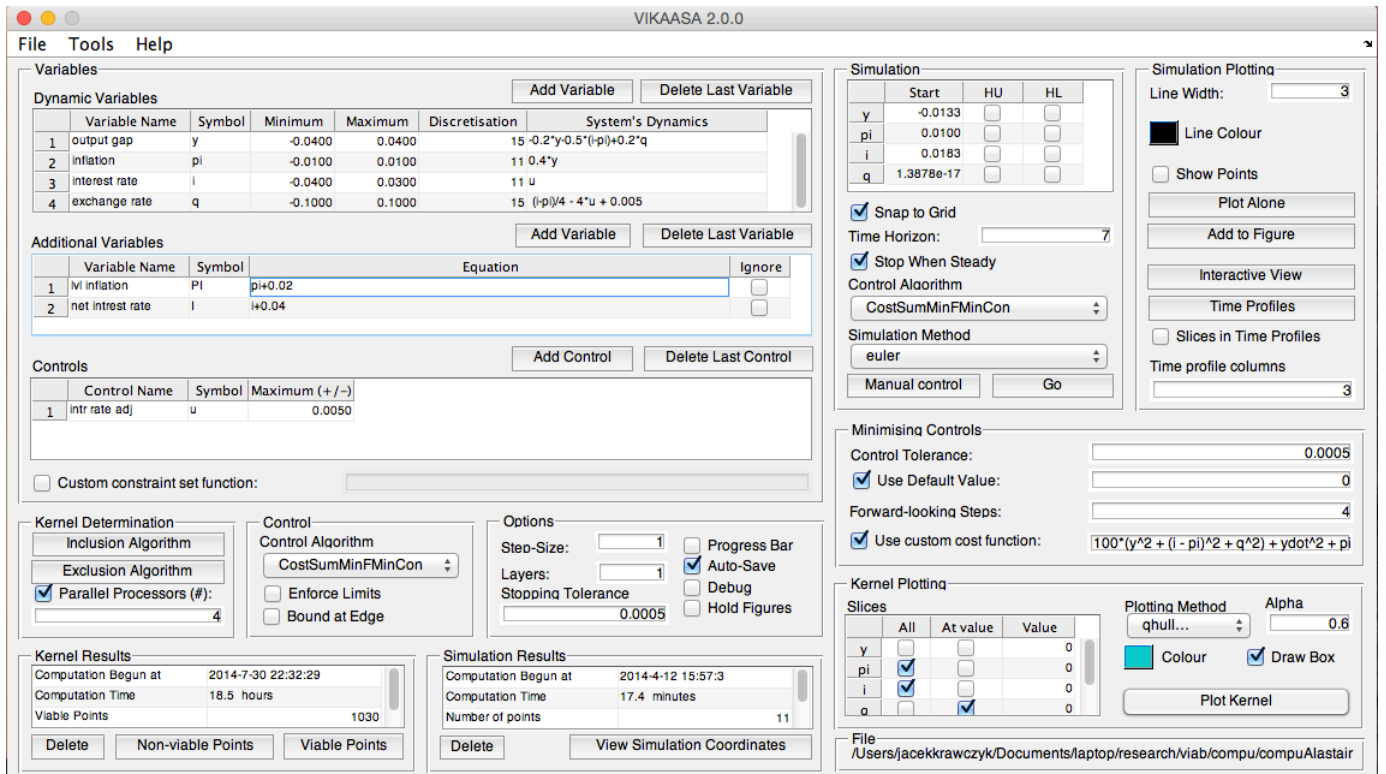 VIKAASA 2.0.0
File Tools Help
Variables
Dynamic Variables
Add Variable Delete Last Variable
Variable Name Symbol Minimum Maximum Discretisation System's Dynamics
1 output gap y -0.0400 0.0400 15 -0.2*y-0.5*(i-pi)+0.2*q
2 inflation pi -0.0100 0.0100 11 0.4*y
3 interest rate i -0.0400 0.0300 11 u
4 exchange rate q -0.1000 0.1000 15 (i-pi)/4 - 4*u + 0.005
Additional Variables
Add Variable Delete Last Variable
Variable Name Symbol Equation Ignore
1 lvl inflation PI pi+0.02
2 net intrest rate I i+0.04
Controls
Add Control Delete Last Control
Control Name Symbol Maximum (+/-)
1 intr rate adj u 0.0050
Custom constraint set function:
Kernel Determination
Inclusion Algorithm
Exclusion Algorithm
Parallel Processors (#):
4
Control
Control Algorithm
CostSumMinFMinCon
Enforce Limits
Bound at Edge
Options
Step-Size: 1
Layers: 1
Stopping Tolerance
0.0005
Progress Bar
Auto-Save
Debug
Hold Figures
Kernel Results
Computation Begun at 2014-7-30 22:32:29
Computation Time 18.5 hours
Viable Points 1030
Delete Non-viable Points Viable Points
Simulation Results
Computation Begun at 2014-4-12 15:57:3
Computation Time 17.4 minutes
Number of points 11
Delete View Simulation Coordinates
Simulation
Start HU HL
y -0.0133
pi 0.0100
i 0.0183
q 1.3878e-17
Snap to Grid
Time Horizon: 7
Stop When Steady
Control Algorithm
CostSumMinFMinCon
Simulation Method
euler
Manual control Go
Simulation Plotting
Line Width: 3
Line Colour
Show Points
Plot Alone
Add to Figure
Interactive View
Time Profiles
Slices in Time Profiles
Time profile columns
3
Minimising Controls
Control Tolerance: 0.0005
Use Default Value: 0
Forward-looking Steps: 4
Use custom cost function: 100*(y^2 + (i - pi)^2 + q^2) + ydot^2 + pi
Kernel Plotting
Slices
All At value Value
y 0
pi 0
i 0
q 0
Plotting Method
qhull...
Alpha
0.6
Colour
Draw Box
Plot Kernel
File
/Users/jacekkrawczyk/Documents/laptop/research/viab/compu/compuAlastair